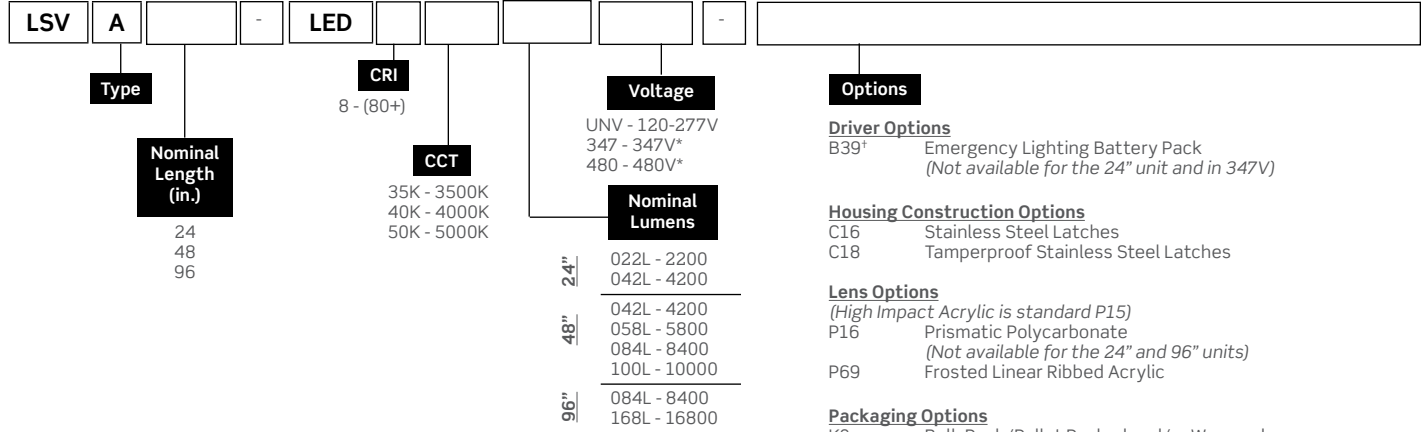 LSV A - LED -
Type
CRI
8 - (80+)
Nominal
Length
(in.)
24
48
96
CCT
35K - 3500K
40K - 4000K
50K - 5000K
Voltage
UNV - 120-277V
347 - 347V*
480 - 480V*
Nominal
Lumens
24"
022L - 2200
042L - 4200
48"
042L - 4200
058L - 5800
084L - 8400
100L - 10000
96"
084L - 8400
168L - 16800
Options
Driver Options
B39† Emergency Lighting Battery Pack
(Not available for the 24" unit and in 347V)
Housing Construction Options
C16 Stainless Steel Latches
C18 Tamperproof Stainless Steel Latches
Lens Options
(High Impact Acrylic is standard P15)
P16 Prismatic Polycarbonate
(Not available for the 24" and 96" units)
P69 Frosted Linear Ribbed Acrylic
Packaging Options